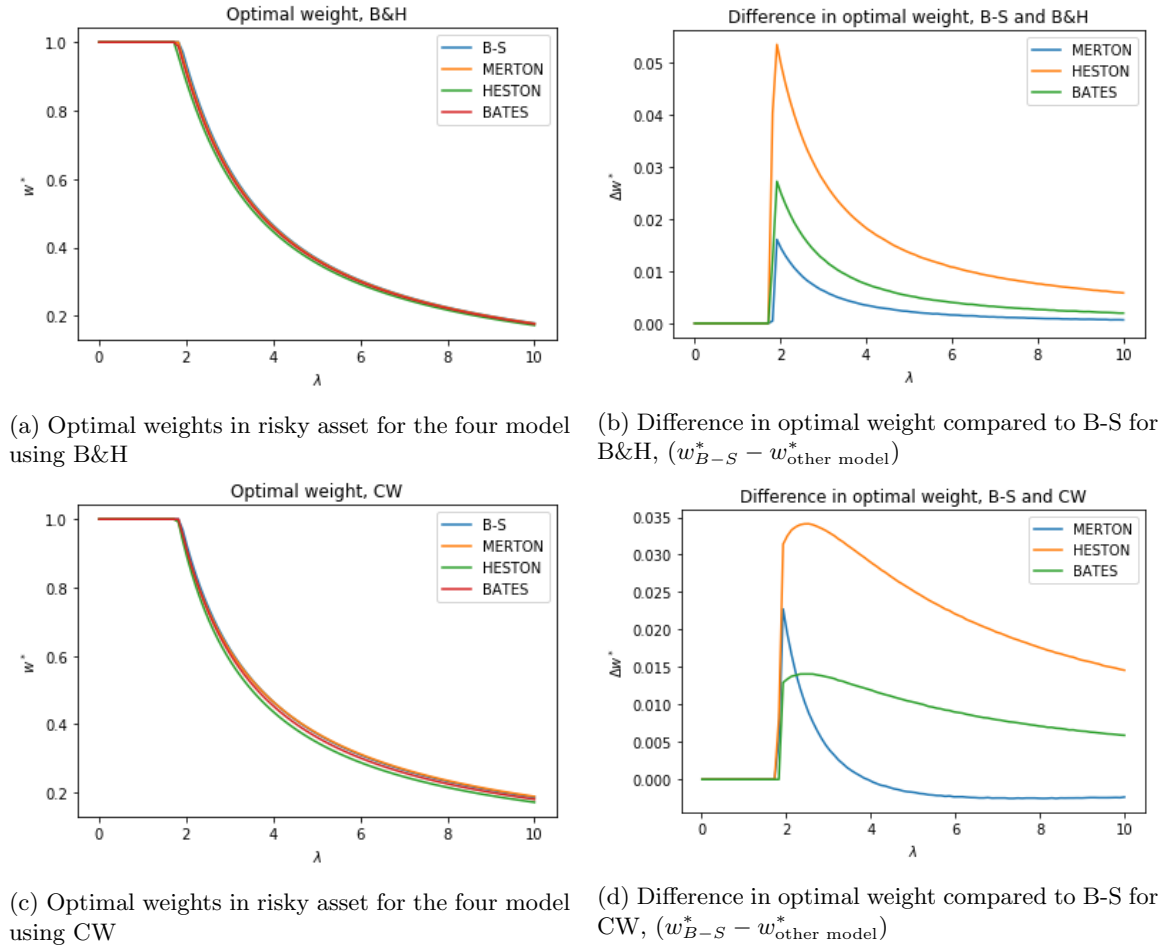 Optimal weight, B&H
1.0
0.8
0.6
0.4
0.2
w*
0 2 4 6 8 10
λ
B-S
MERTON
HESTON
BATES
(a) Optimal weights in risky asset for the four model
using B&H
Difference in optimal weight, B-S and B&H
0.05
0.04
0.03
0.02
0.01
0.00
Δw*
0 2 4 6 8 10
λ
MERTON
HESTON
BATES
(b) Difference in optimal weight compared to B-S for
B&H, (w*_{B−S} − w*_{other model})
Optimal weight, CW
1.0
0.8
0.6
0.4
0.2
w*
0 2 4 6 8 10
λ
B-S
MERTON
HESTON
BATES
(c) Optimal weights in risky asset for the four model
using CW
Difference in optimal weight, B-S and CW
0.035
0.030
0.025
0.020
0.015
0.010
0.005
0.000
Δw*
0 2 4 6 8 10
λ
MERTON
HESTON
BATES
(d) Difference in optimal weight compared to B-S for
CW, (w*_{B−S} − w*_{other model})